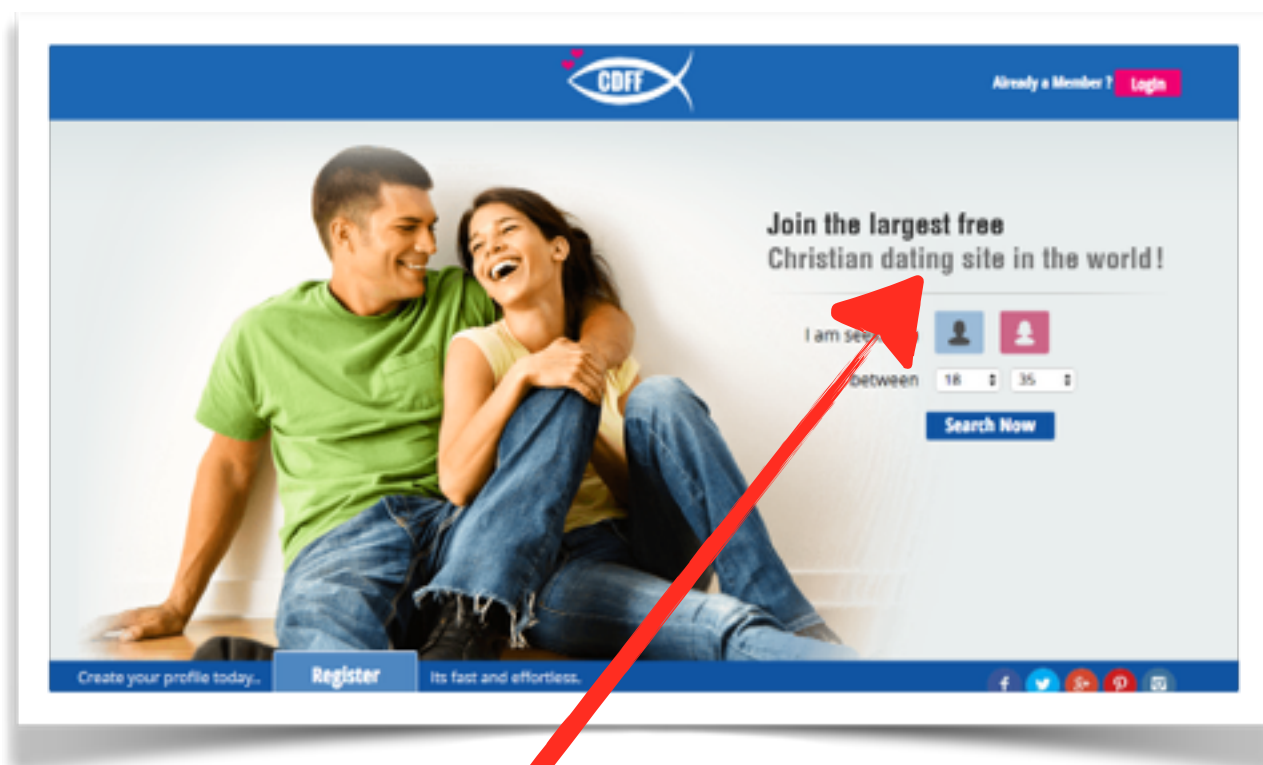 CDFF
Already a Member ? Login
Join the largest free
Christian dating site in the world!
I am see
between 18 35
Search Now
Create your profile today.. Register Its fast and effortless.